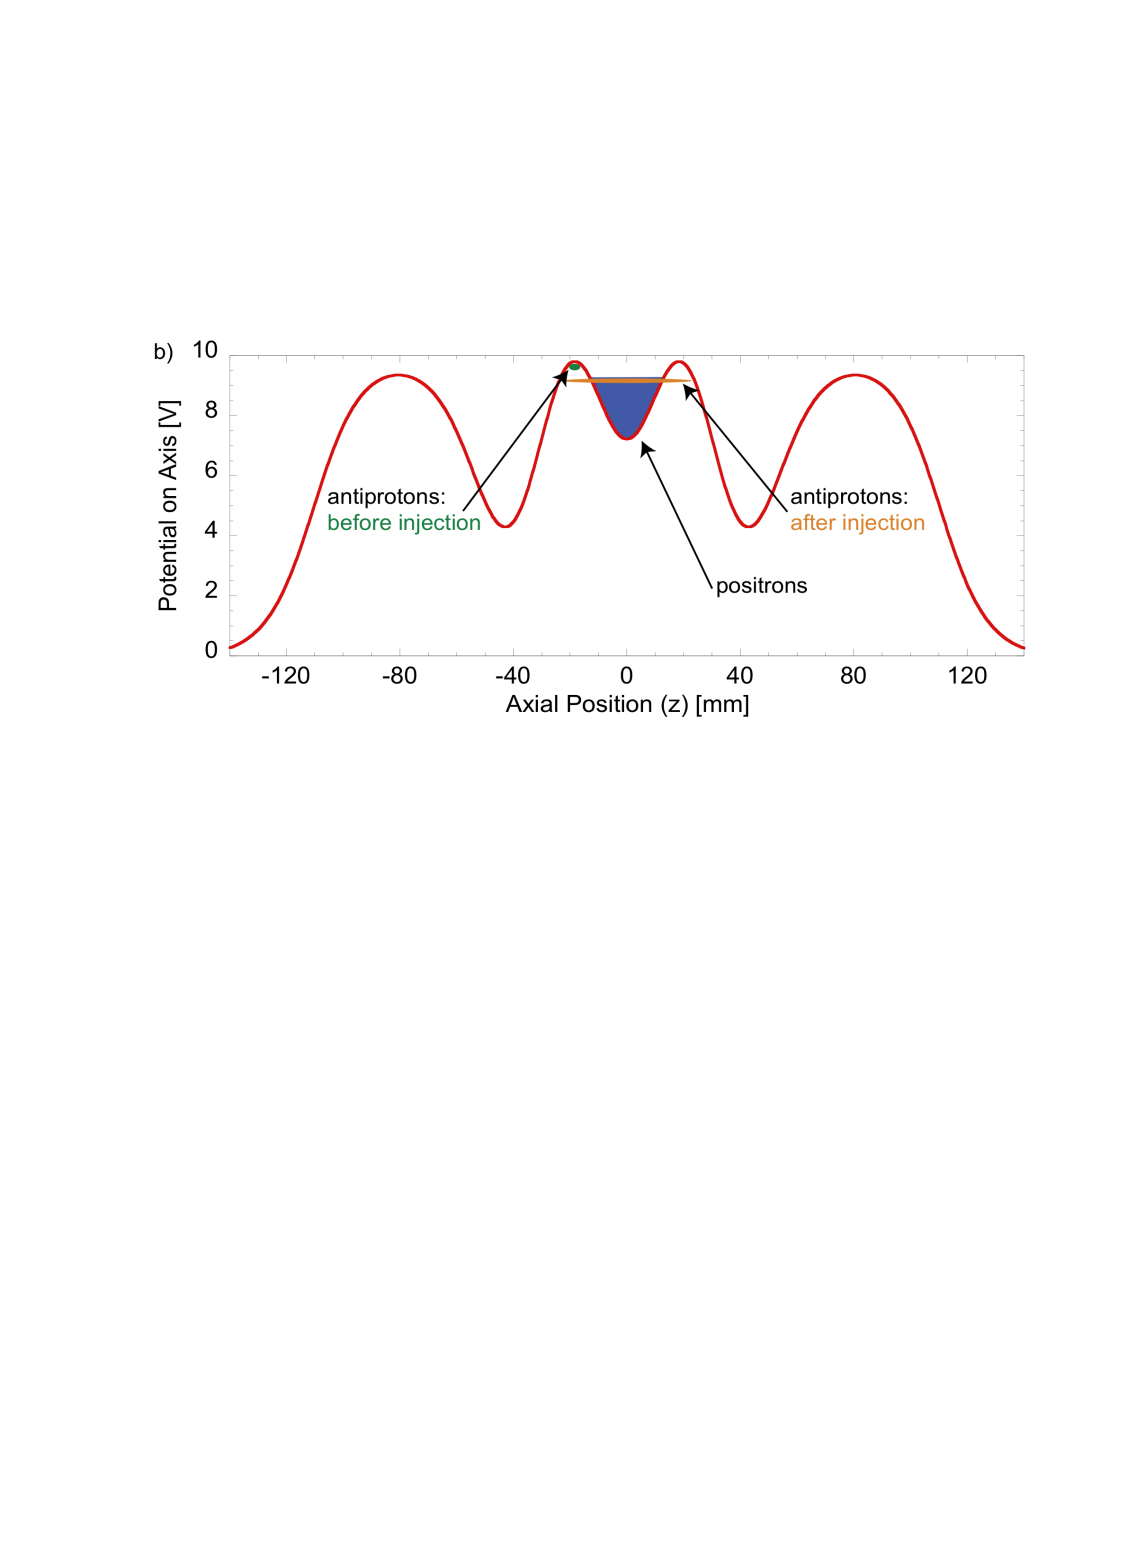 b)
10
8
6
4
2
0
Potential on Axis [V]
antiprotons:
before injection
antiprotons:
after injection
positrons
-120 -80 -40 0 40 80 120
Axial Position (z) [mm]